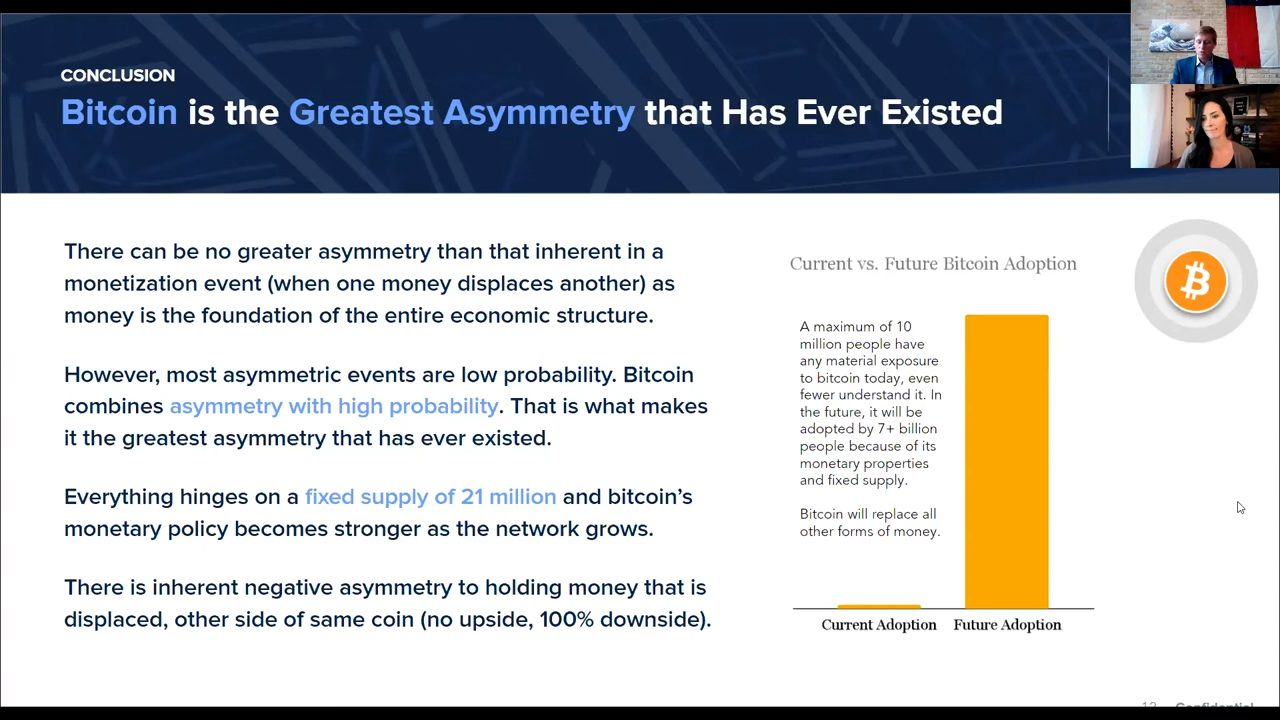 CONCLUSION
Bitcoin is the Greatest Asymmetry that Has Ever Existed
There can be no greater asymmetry than that inherent in a
monetization event (when one money displaces another) as
money is the foundation of the entire economic structure.
However, most asymmetric events are low probability. Bitcoin
combines asymmetry with high probability. That is what makes
it the greatest asymmetry that has ever existed.
Everything hinges on a fixed supply of 21 million and bitcoin's
monetary policy becomes stronger as the network grows.
There is inherent negative asymmetry to holding money that is
displaced, other side of same coin (no upside, 100% downside).
Current vs. Future Bitcoin Adoption
A maximum of 10
million people have
any material exposure
to bitcoin today, even
fewer understand it. In
the future, it will be
adopted by 7+ billion
people because of its
monetary properties
and fixed supply.
Bitcoin will replace all
other forms of money.
Current Adoption
Future Adoption
Confidential